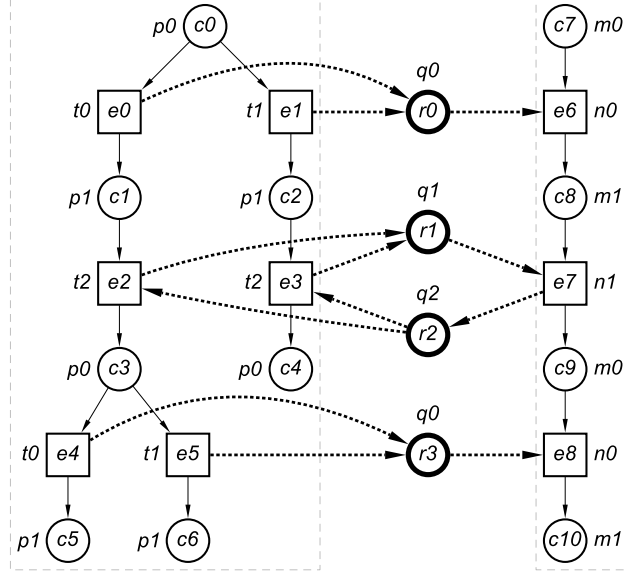 p0 c0 c7 m0
q0
t0 e0 t1 e1 r0 e6 n0
p1 c1 p1 c2 q1 c8 m1
r1
t2 e2 t2 e3 q2 e7 n1
r2
p0 c3 p0 c4 c9 m0
q0
t0 e4 t1 e5 r3 e8 n0
p1 c5 p1 c6 c10 m1